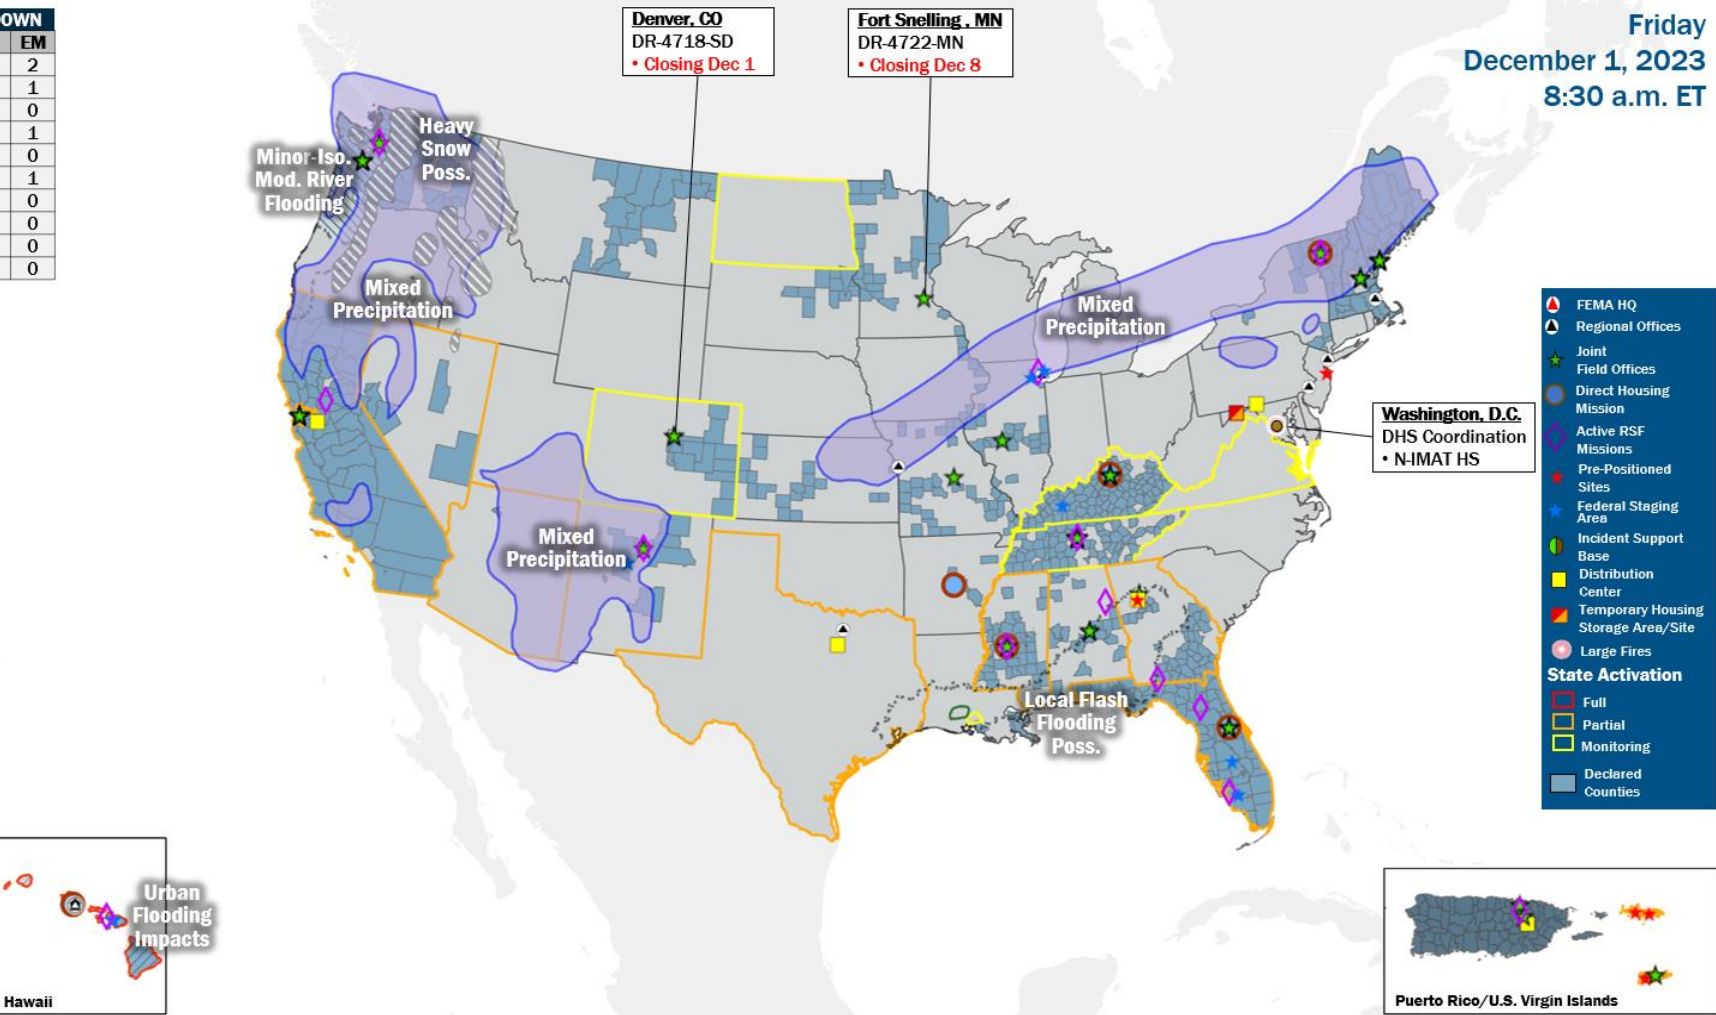 OWN
EM
2
1
0
1
0
1
0
0
0
0
Denver, CO
DR-4718-SD
• Closing Dec 1
Fort Snelling , MN
DR-4722-MN
• Closing Dec 8
Friday
December 1, 2023
8:30 a.m. ET
Heavy
Snow
Poss.
Minor-Iso.
Mod. River
Flooding
Mixed
Precipitation
Mixed
Precipitation
Mixed
Precipitation
Washington, D.C.
DHS Coordination
• N-IMAT HS
Local Flash
Flooding
Poss.
FEMA HQ
Regional Offices
Joint
Field Offices
Direct Housing
Mission
Active RSF
Missions
Pre-Positioned
Sites
Federal Staging
Area
Incident Support
Base
Distribution
Center
Temporary Housing
Storage Area/Site
Large Fires
State Activation
Full
Partial
Monitoring
Declared
Counties
Urban
Flooding
Impacts
Hawaii
Puerto Rico/U.S. Virgin Islands